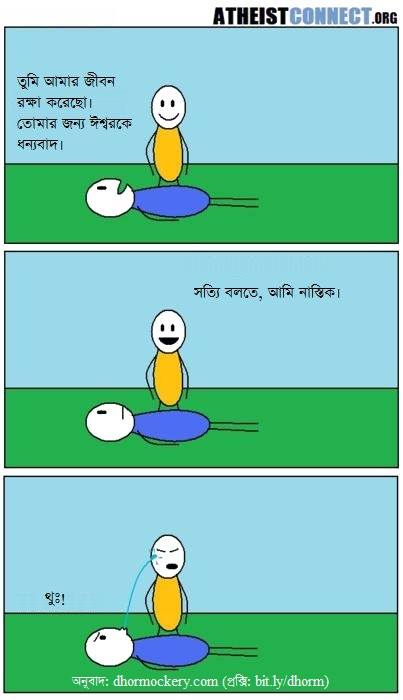 ATHEISTCONNECT.ORG
তুমি আমার জীবন
রক্ষা করেছো।
তোমার জন্য ঈশ্বরকে
ধন্যবাদ।
সত্যি বলতে, আমি নাস্তিক।
থুঃ!
অনুবাদ: dhormockery.com (প্রক্সি: bit.ly/dhorm)